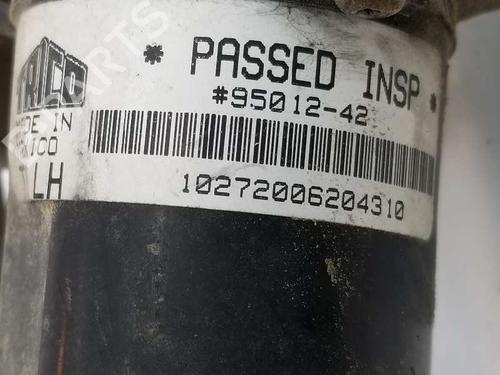 TRICO
* PASSED INSP *
#95012-42
MADE IN
MEXICO
LH
10272006204310